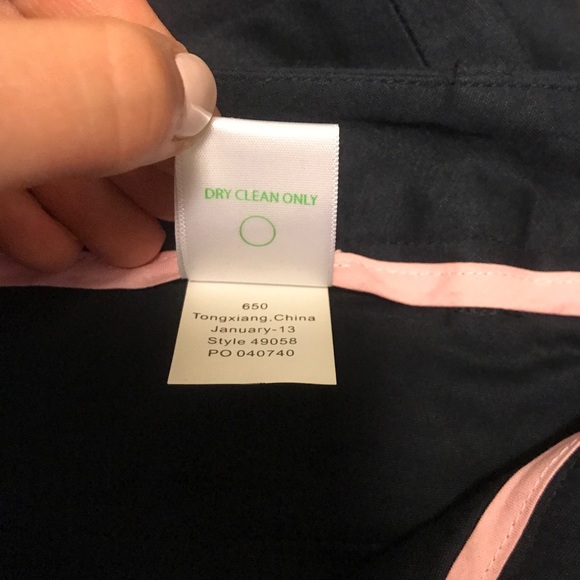 DRY CLEAN ONLY
650
Tongxiang,China
January-13
Style 49058
PO 040740